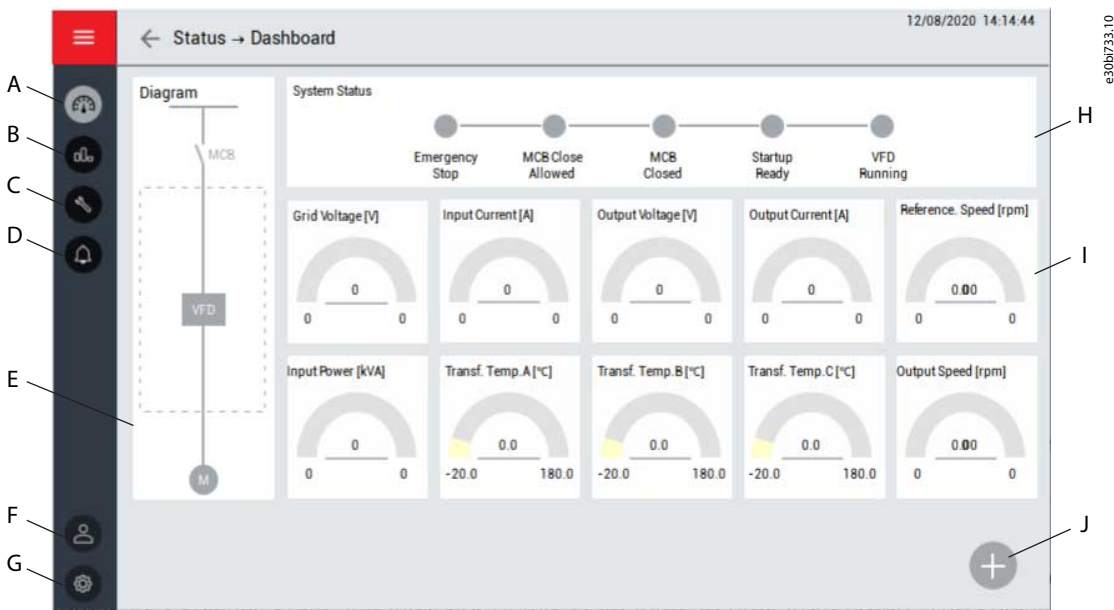 12/08/2020 14:14:44
e30bi733.10
Status → Dashboard
A
B
C
D
E
F
G
H
I
J
Diagram
MCB
VFD
M
System Status
Emergency
Stop
MCB Close
Allowed
MCB
Closed
Startup
Ready
VFD
Running
Grid Voltage [V]
0
0 0
Input Current [A]
0
0 0
Output Voltage [V]
0
0 0
Output Current [A]
0
0 0
Reference. Speed [rpm]
0.00
0 0
Input Power [kVA]
0
0 0
Transf. Temp.A [°C]
0.0
-20.0 180.0
Transf. Temp.B [°C]
0.0
-20.0 180.0
Transf. Temp.C [°C]
0.0
-20.0 180.0
Output Speed [rpm]
0.00
0 0